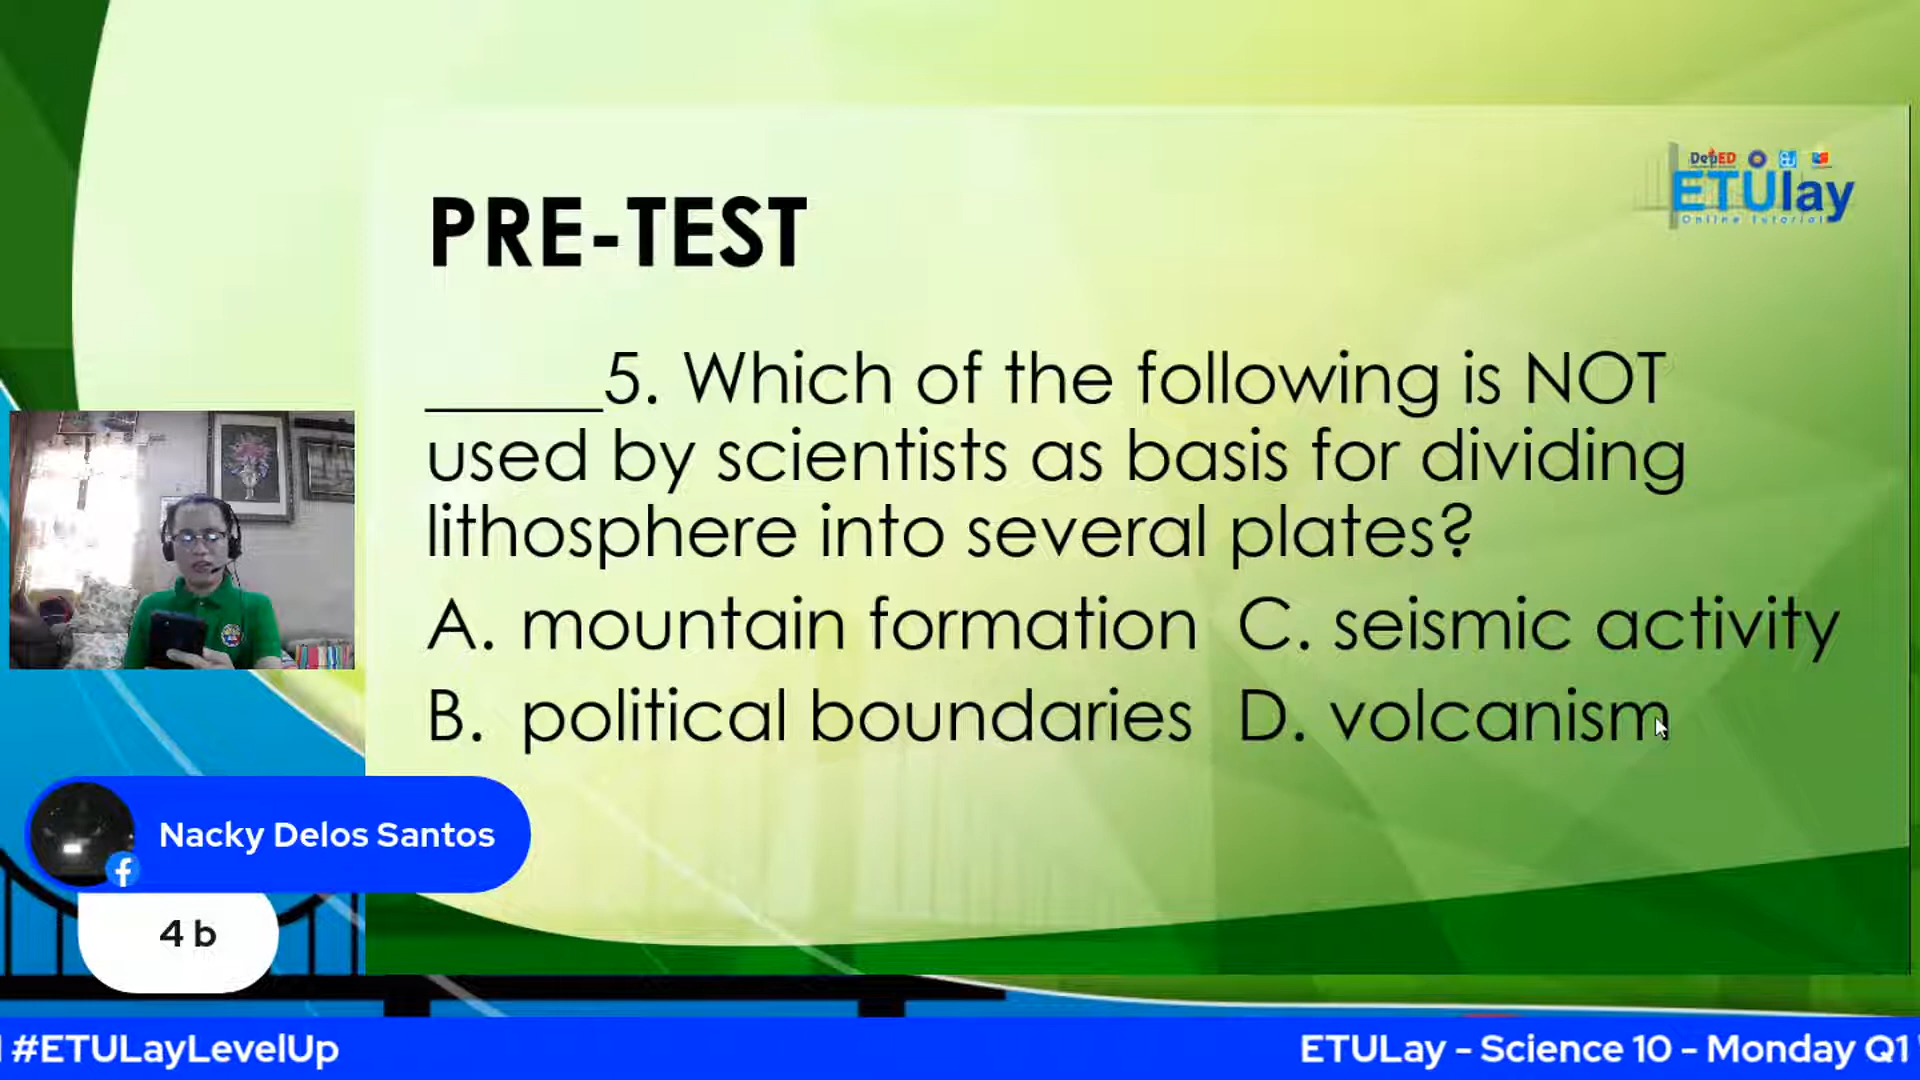 DepED
ETUlay
Online Tutorial
PRE-TEST
_____5. Which of the following is NOT
used by scientists as basis for dividing
lithosphere into several plates?
A. mountain formation C. seismic activity
B. political boundaries D. volcanism
Nacky Delos Santos
4 b
#ETULayLevelUp
ETULay - Science 10 - Monday Q1